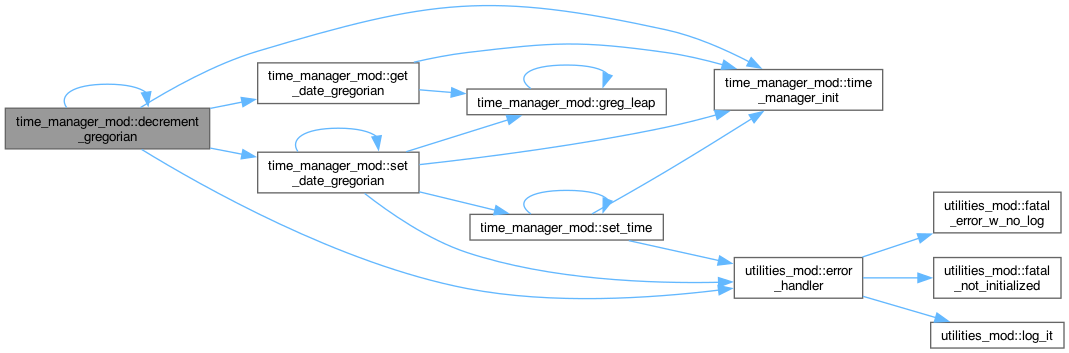 time_manager_mod::decrement
_gregorian
time_manager_mod::get
_date_gregorian
time_manager_mod::set
_date_gregorian
time_manager_mod::greg_leap
time_manager_mod::set_time
time_manager_mod::time
_manager_init
utilities_mod::error
_handler
utilities_mod::fatal
_error_w_no_log
utilities_mod::fatal
_not_initialized
utilities_mod::log_it